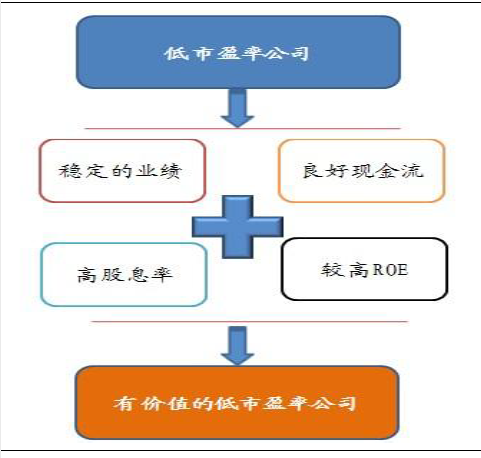 低市盈率公司
稳定的业绩
良好现金流
高股息率
较高ROE
有价值的低市盈率公司